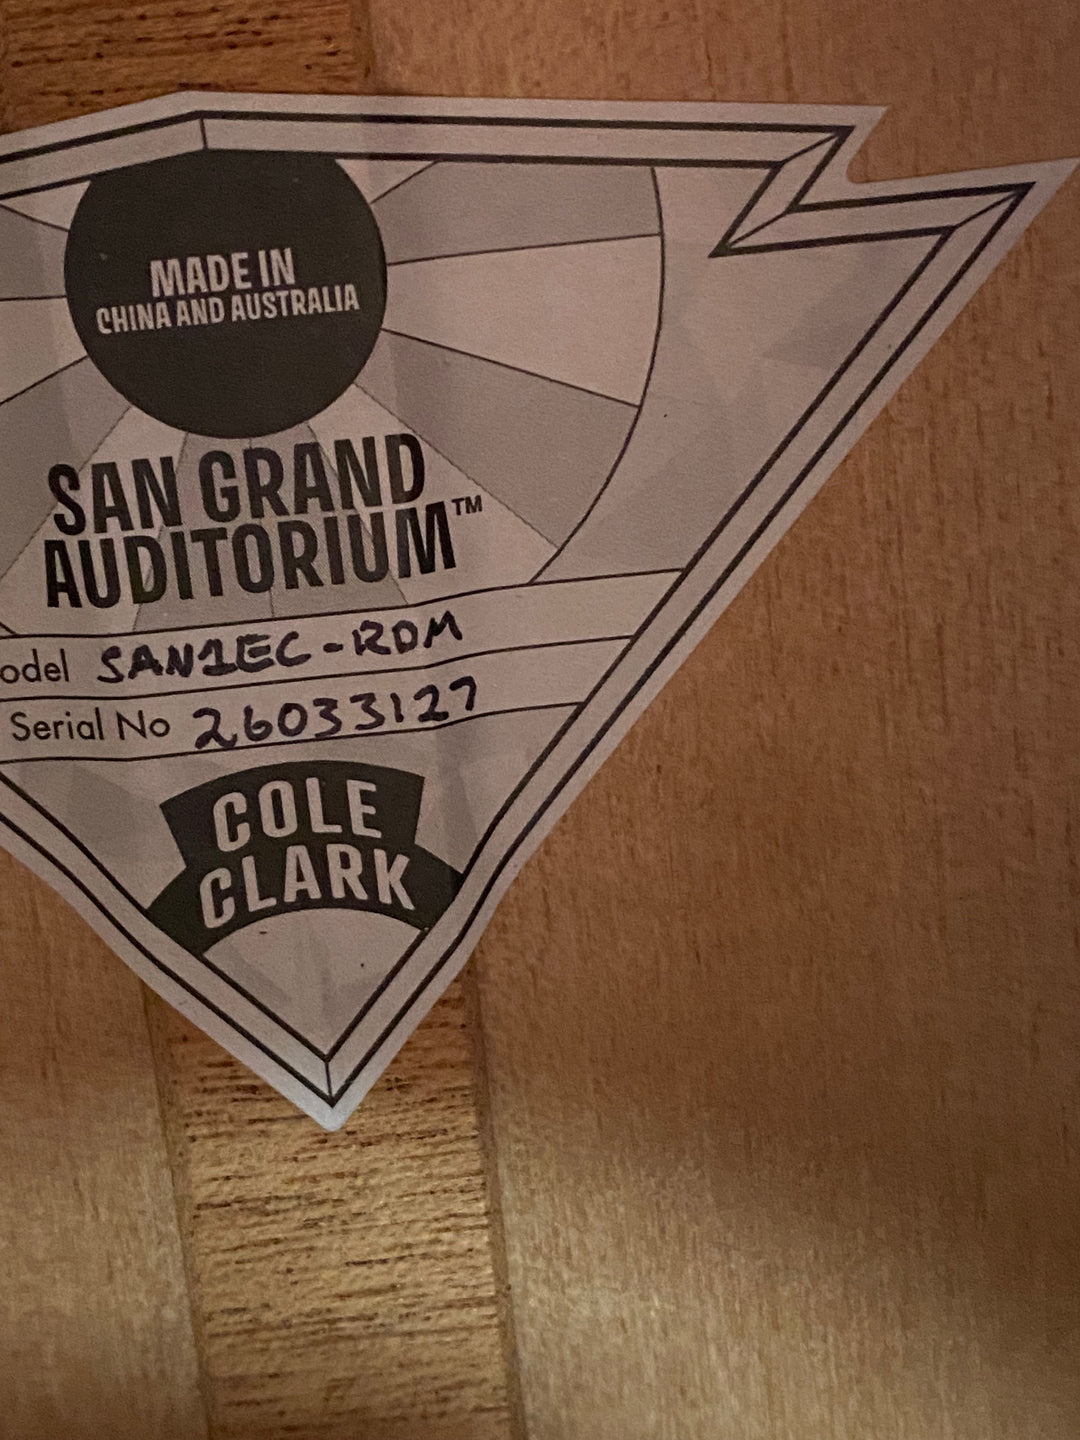 MADE IN
CHINA AND AUSTRALIA
SAN GRAND
AUDITORIUM™
odel SAN1EC-RDM
Serial No 26033127
COLE
CLARK